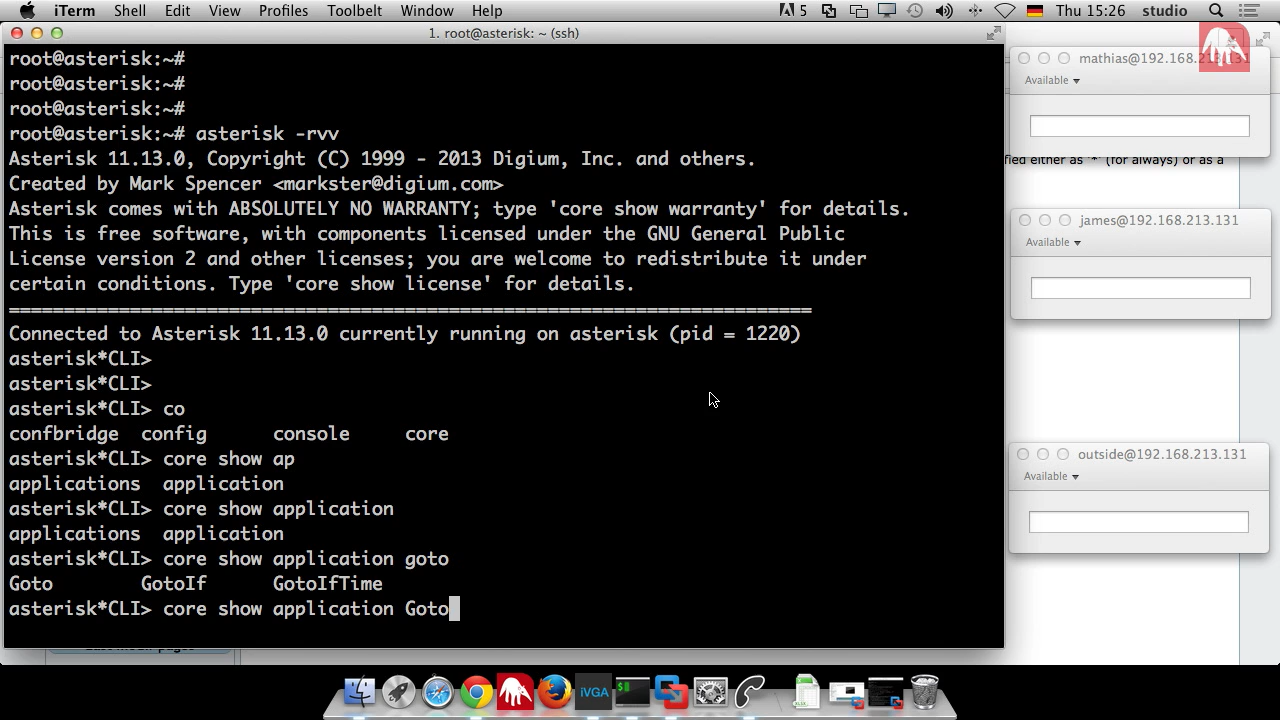 iTerm Shell Edit View Profiles Toolbelt Window Help 5 Thu 15:26 studio
1. root@asterisk: ~ (ssh)
root@asterisk:~#
root@asterisk:~#
root@asterisk:~#
root@asterisk:~# asterisk -rvv
Asterisk 11.13.0, Copyright (C) 1999 - 2013 Digium, Inc. and others.
Created by Mark Spencer <markster@digium.com>
Asterisk comes with ABSOLUTELY NO WARRANTY; type 'core show warranty' for details.
This is free software, with components licensed under the GNU General Public
License version 2 and other licenses; you are welcome to redistribute it under
certain conditions. Type 'core show license' for details.
=========================================================================
Connected to Asterisk 11.13.0 currently running on asterisk (pid = 1220)
asterisk*CLI>
asterisk*CLI>
asterisk*CLI> co
confbridge config console core
asterisk*CLI> core show ap
applications application
asterisk*CLI> core show application
applications application
asterisk*CLI> core show application goto
Goto GotoIf GotoIfTime
asterisk*CLI> core show application Goto
mathias@192.168.213.131
Available
fied either as '*' (for always) or as a
james@192.168.213.131
Available
outside@192.168.213.131
Available
iVGA
XLSX